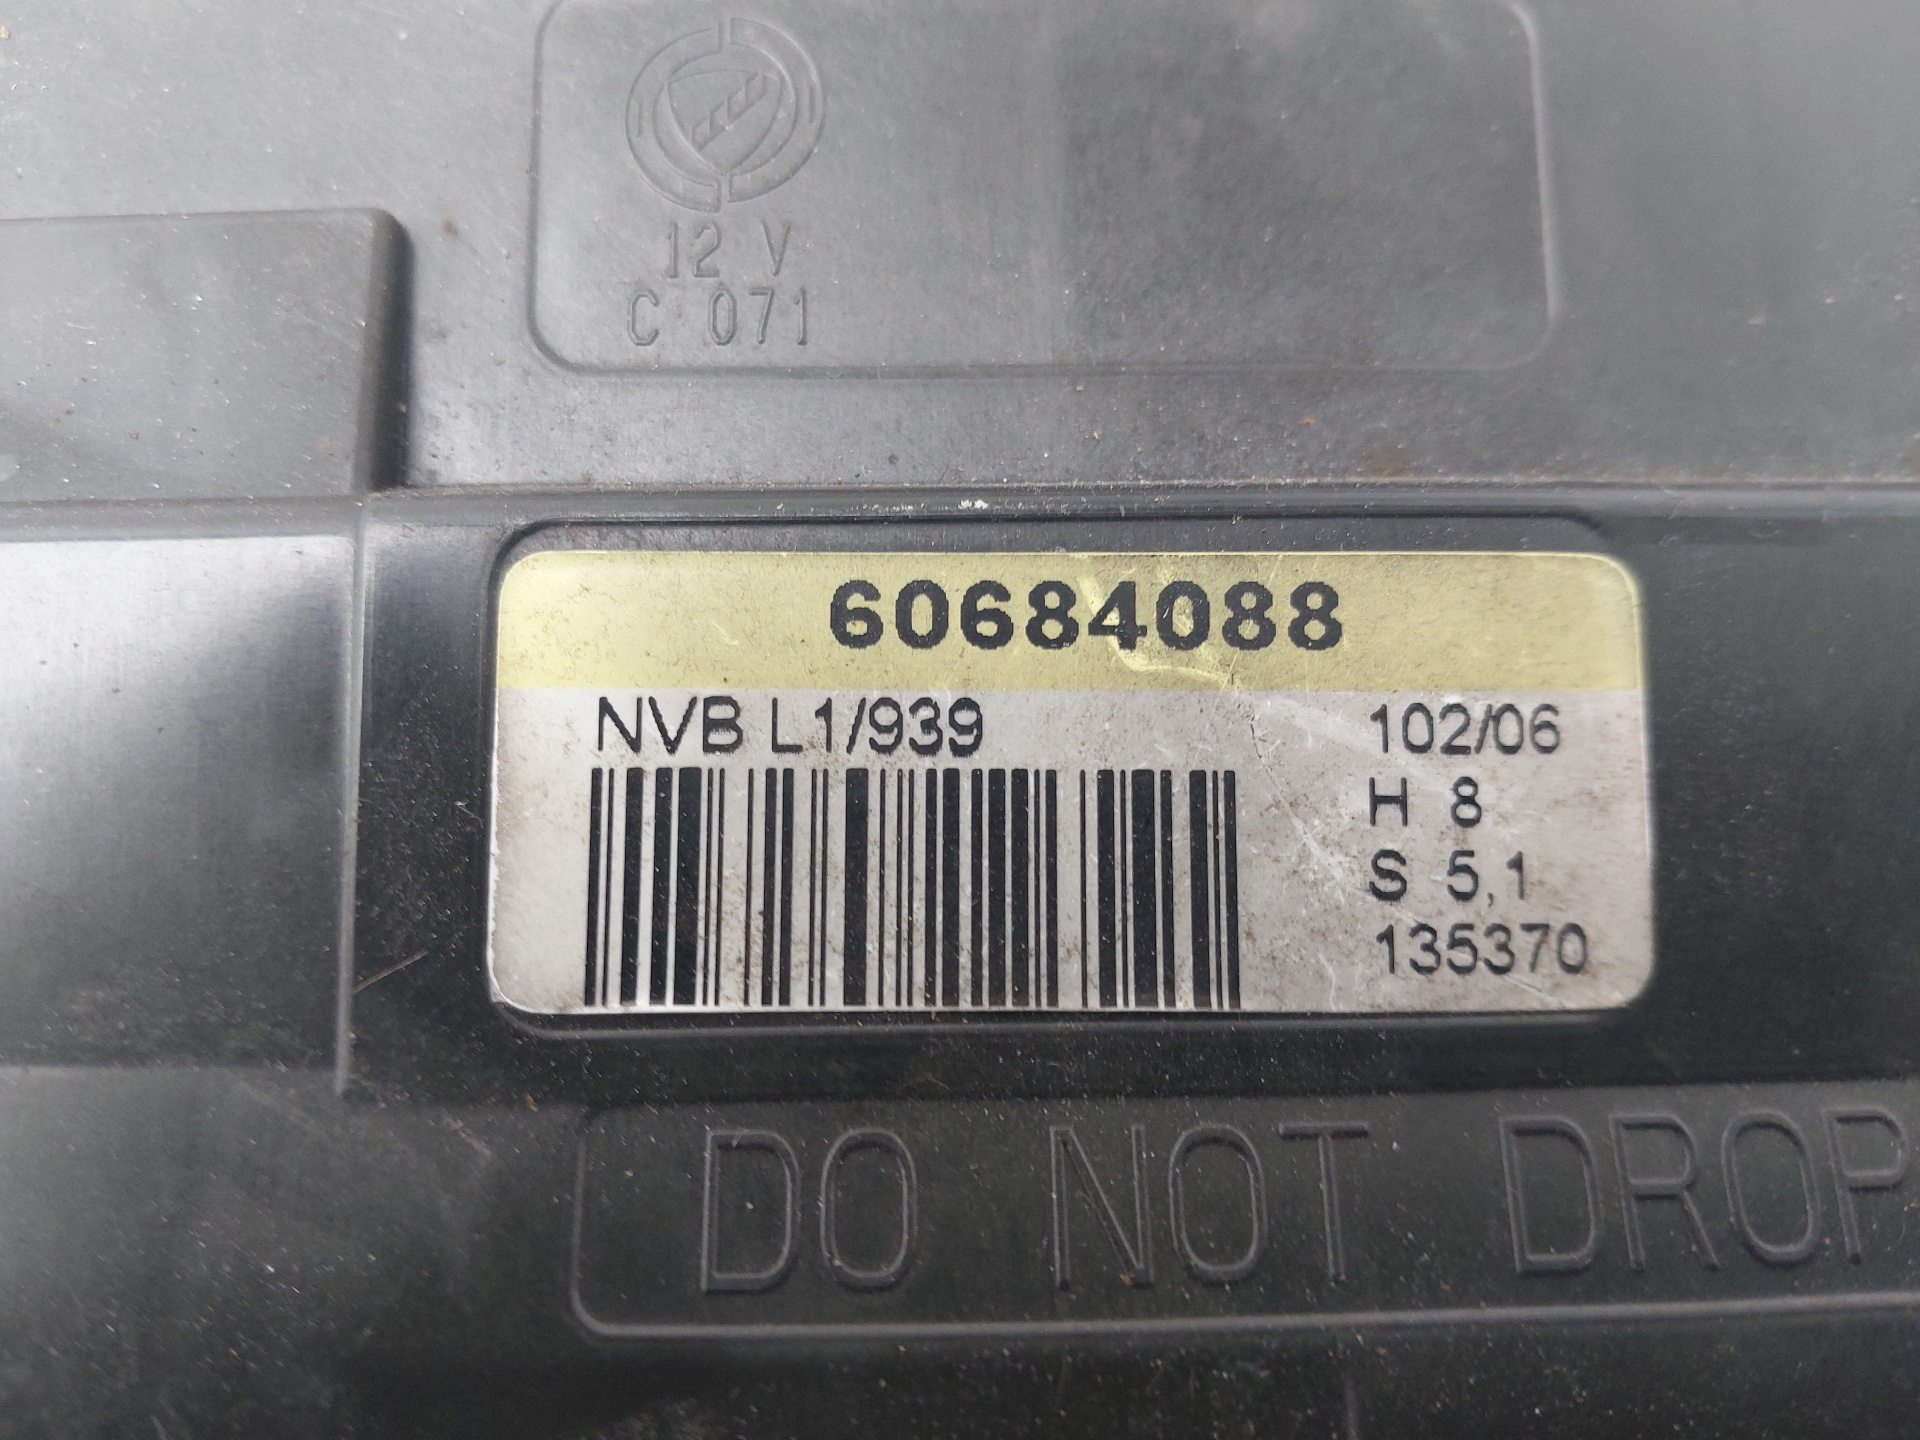 12 V
C 071
60684088
NVB L1/939 102/06
H 8
S 5,1
135370
DO NOT DROP